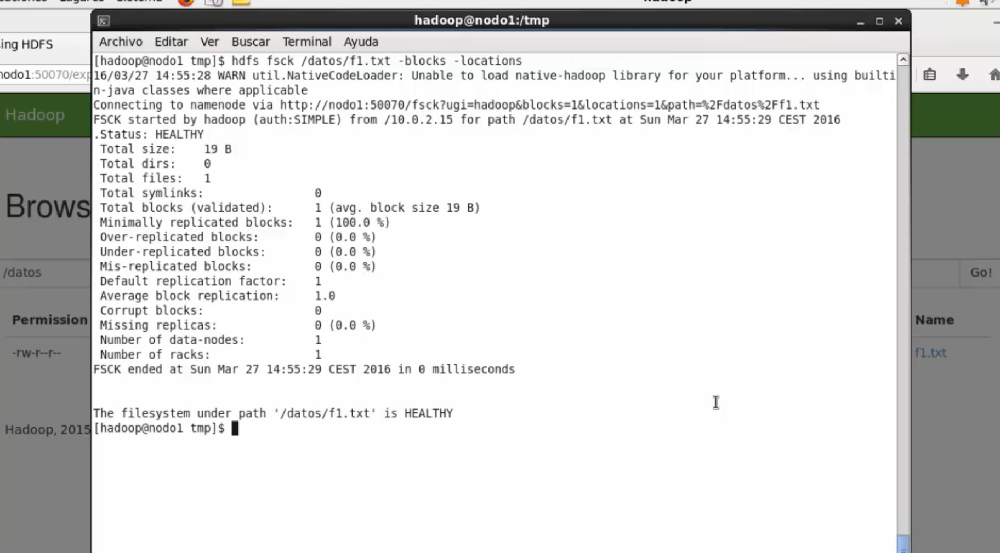 hadoop
hadoop@nodo1:/tmp
Archivo Editar Ver Buscar Terminal Ayuda
ing HDFS
nodo1:50070/exp
Hadoop
[hadoop@nodo1 tmp]$ hdfs fsck /datos/f1.txt -blocks -locations
16/03/27 14:55:28 WARN util.NativeCodeLoader: Unable to load native-hadoop library for your platform... using builti
n-java classes where applicable
Connecting to namenode via http://nodo1:50070/fsck?ugi=hadoop&blocks=1&locations=1&path=%2Fdatos%2Ff1.txt
FSCK started by hadoop (auth:SIMPLE) from /10.0.2.15 for path /datos/f1.txt at Sun Mar 27 14:55:29 CEST 2016
.Status: HEALTHY
Total size: 19 B
Total dirs: 0
Total files: 1
Total symlinks: 0
Total blocks (validated): 1 (avg. block size 19 B)
Minimally replicated blocks: 1 (100.0 %)
Over-replicated blocks: 0 (0.0 %)
Under-replicated blocks: 0 (0.0 %)
Mis-replicated blocks: 0 (0.0 %)
Default replication factor: 1
Average block replication: 1.0
Corrupt blocks: 0
Missing replicas: 0 (0.0 %)
Number of data-nodes: 1
Number of racks: 1
FSCK ended at Sun Mar 27 14:55:29 CEST 2016 in 0 milliseconds
The filesystem under path '/datos/f1.txt' is HEALTHY
[hadoop@nodo1 tmp]$
Brows
/datos
Go!
Permission
Name
-rw-r--r--
f1.txt
Hadoop, 2015